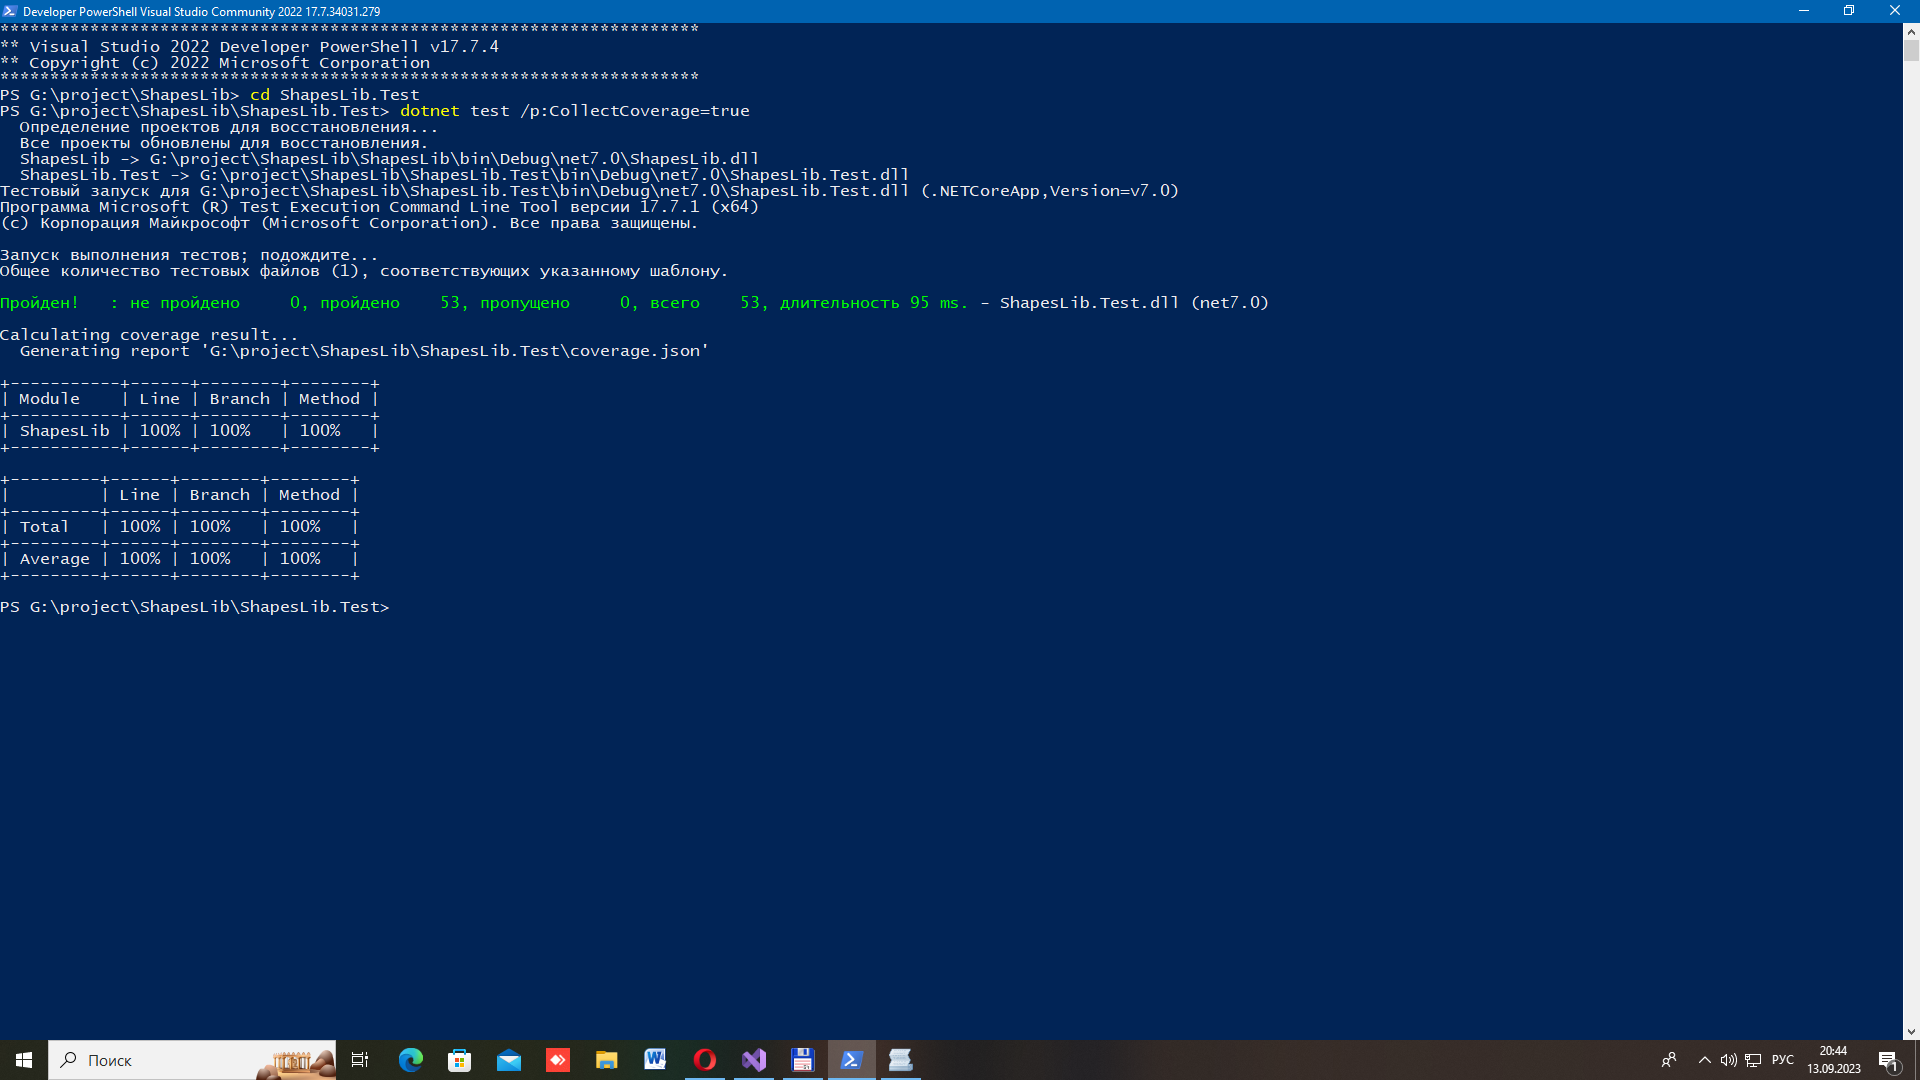 Developer PowerShell Visual Studio Community 2022 17.7.34031.279
**********************************************************************
** Visual Studio 2022 Developer PowerShell v17.7.4
** Copyright (c) 2022 Microsoft Corporation
**********************************************************************
PS G:\project\ShapesLib> cd ShapesLib.Test
PS G:\project\ShapesLib\ShapesLib.Test> dotnet test /p:CollectCoverage=true
  Определение проектов для восстановления...
  Все проекты обновлены для восстановления.
  ShapesLib -> G:\project\ShapesLib\ShapesLib\bin\Debug\net7.0\ShapesLib.dll
  ShapesLib.Test -> G:\project\ShapesLib\ShapesLib.Test\bin\Debug\net7.0\ShapesLib.Test.dll
Тестовый запуск для G:\project\ShapesLib\ShapesLib.Test\bin\Debug\net7.0\ShapesLib.Test.dll (.NETCoreApp,Version=v7.0)
Программа Microsoft (R) Test Execution Command Line Tool версии 17.7.1 (x64)
(c) Корпорация Майкрософт (Microsoft Corporation). Все права защищены.
Запуск выполнения тестов; подождите...
Общее количество тестовых файлов (1), соответствующих указанному шаблону.
Пройден!   : не пройдено     0, пройдено    53, пропущено     0, всего    53, длительность 95 ms. - ShapesLib.Test.dll (net7.0)
Calculating coverage result...
  Generating report 'G:\project\ShapesLib\ShapesLib.Test\coverage.json'
+-----------+------+--------+--------+
| Module    | Line | Branch | Method |
+-----------+------+--------+--------+
| ShapesLib | 100% | 100%   | 100%   |
+-----------+------+--------+--------+
+---------+------+--------+--------+
|         | Line | Branch | Method |
+---------+------+--------+--------+
| Total   | 100% | 100%   | 100%   |
+---------+------+--------+--------+
| Average | 100% | 100%   | 100%   |
+---------+------+--------+--------+
PS G:\project\ShapesLib\ShapesLib.Test>
Поиск
РУС
20:44
13.09.2023
1